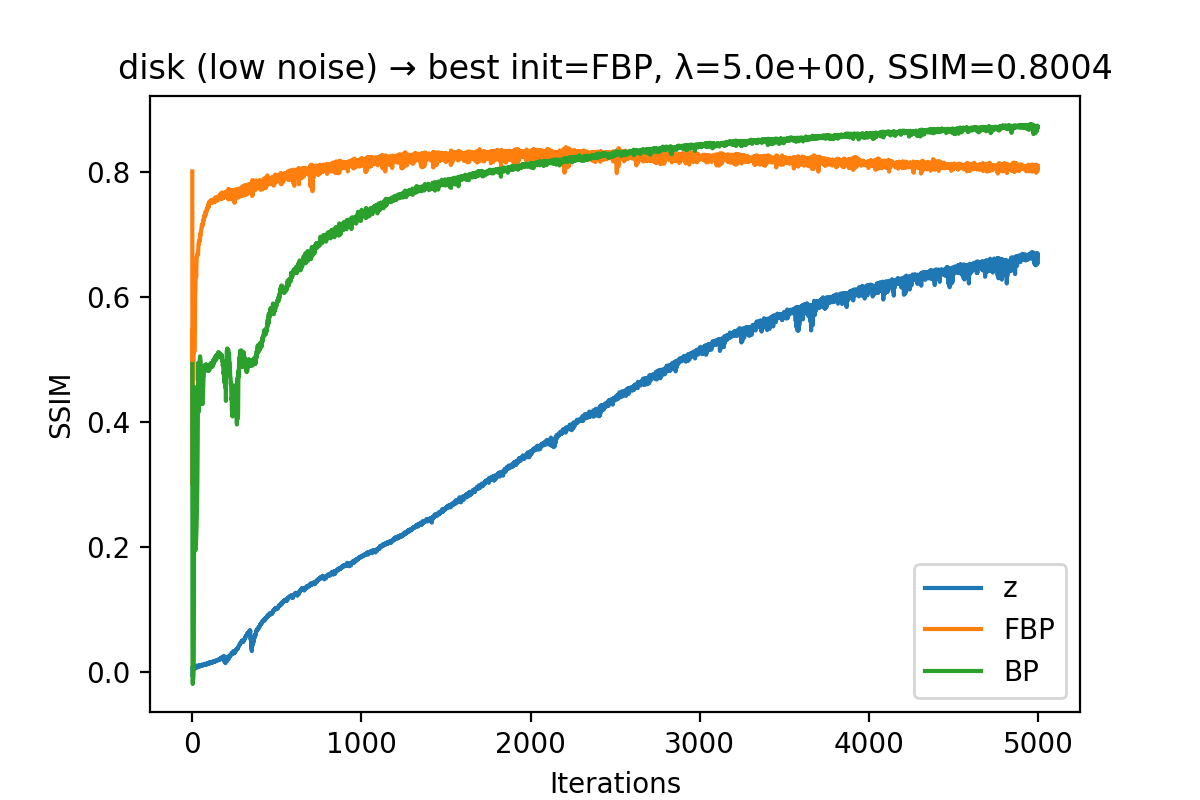 disk (low noise) → best init=FBP, λ=5.0e+00, SSIM=0.8004
SSIM
0.8
0.6
0.4
0.2
0.0
z
FBP
BP
0 1000 2000 3000 4000 5000
Iterations